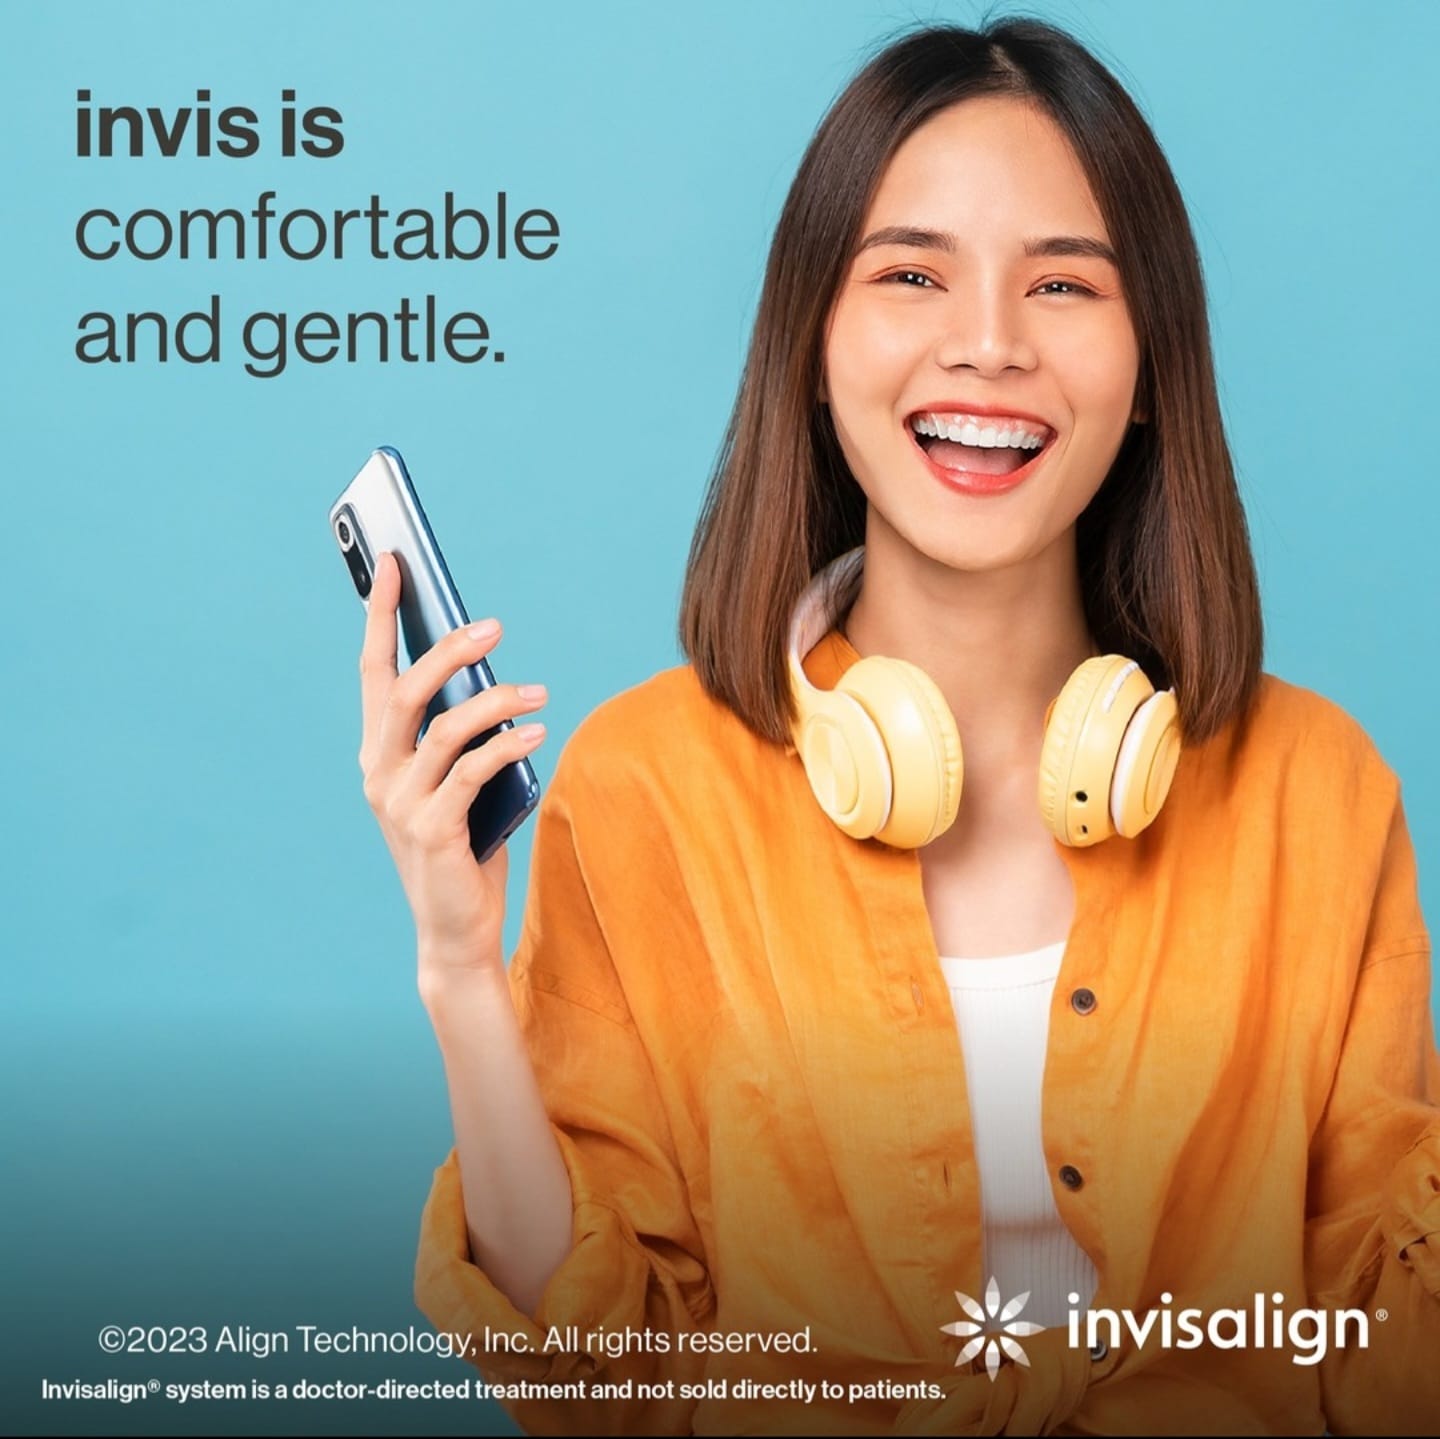 invis is
comfortable
and gentle.
©2023 Align Technology, Inc. All rights reserved.
invisalign®
Invisalign® system is a doctor-directed treatment and not sold directly to patients.